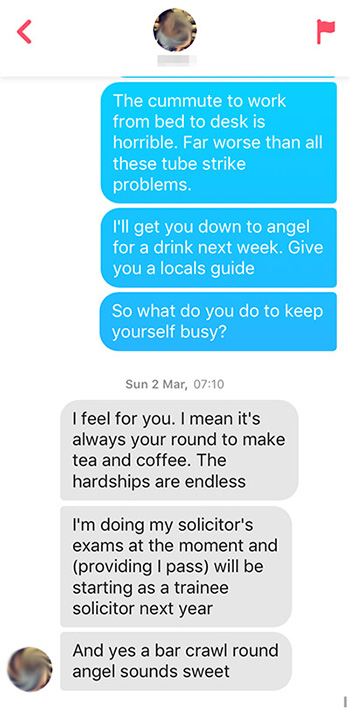 The cummute to work
from bed to desk is
horrible. Far worse than all
these tube strike
problems.
I'll get you down to angel
for a drink next week. Give
you a locals guide
So what do you do to keep
yourself busy?
Sun 2 Mar, 07:10
I feel for you. I mean it's
always your round to make
tea and coffee. The
hardships are endless
I'm doing my solicitor's
exams at the moment and
(providing I pass) will be
starting as a trainee
solicitor next year
And yes a bar crawl round
angel sounds sweet